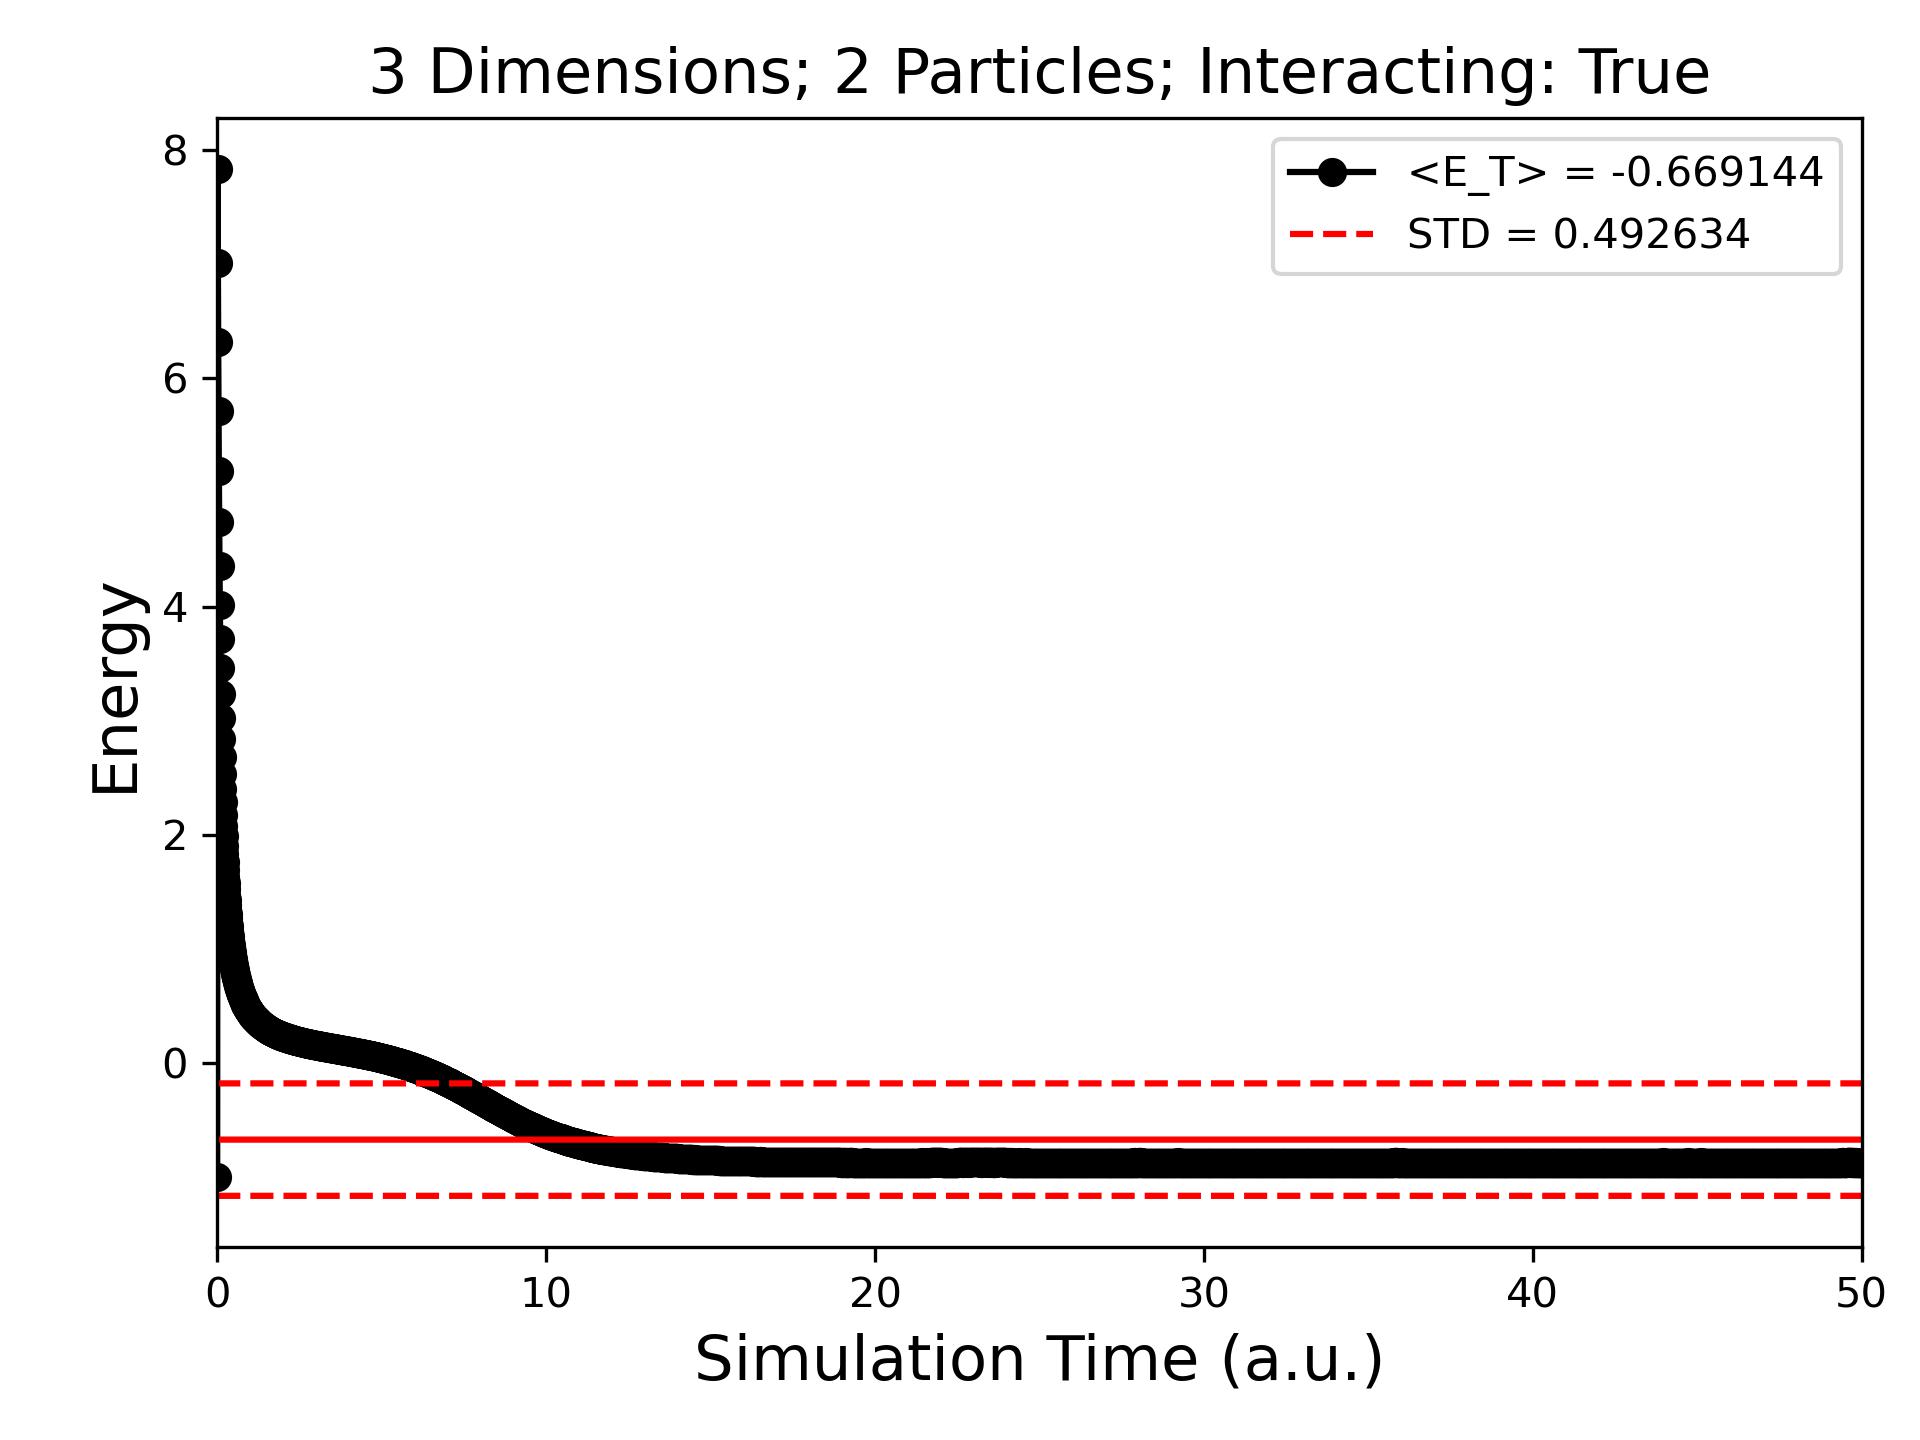 3 Dimensions; 2 Particles; Interacting: True
<E_T> = -0.669144
STD = 0.492634
Energy
8
6
4
2
0
0 10 20 30 40 50
Simulation Time (a.u.)